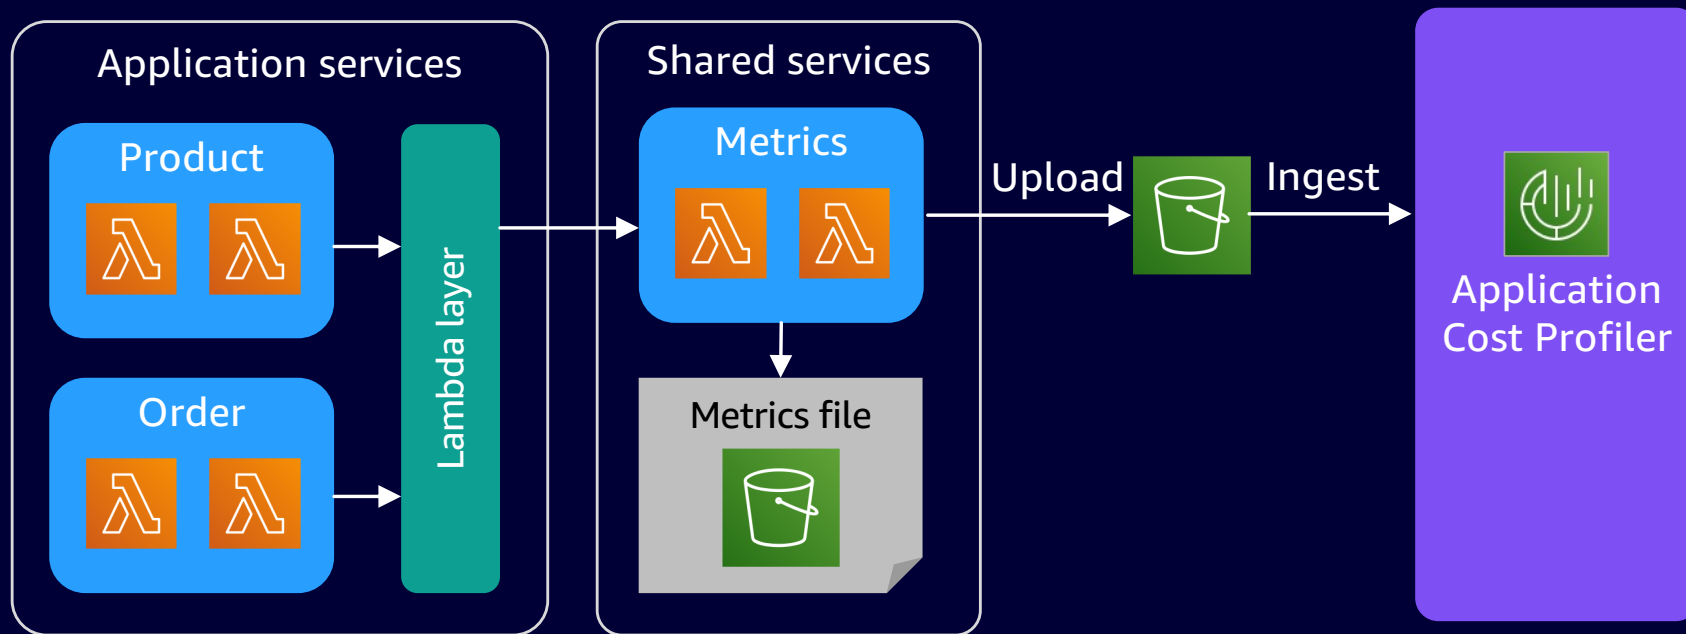 Application services
Product
Order
Lambda layer
Shared services
Metrics
Metrics file
Upload
Ingest
Application
Cost Profiler